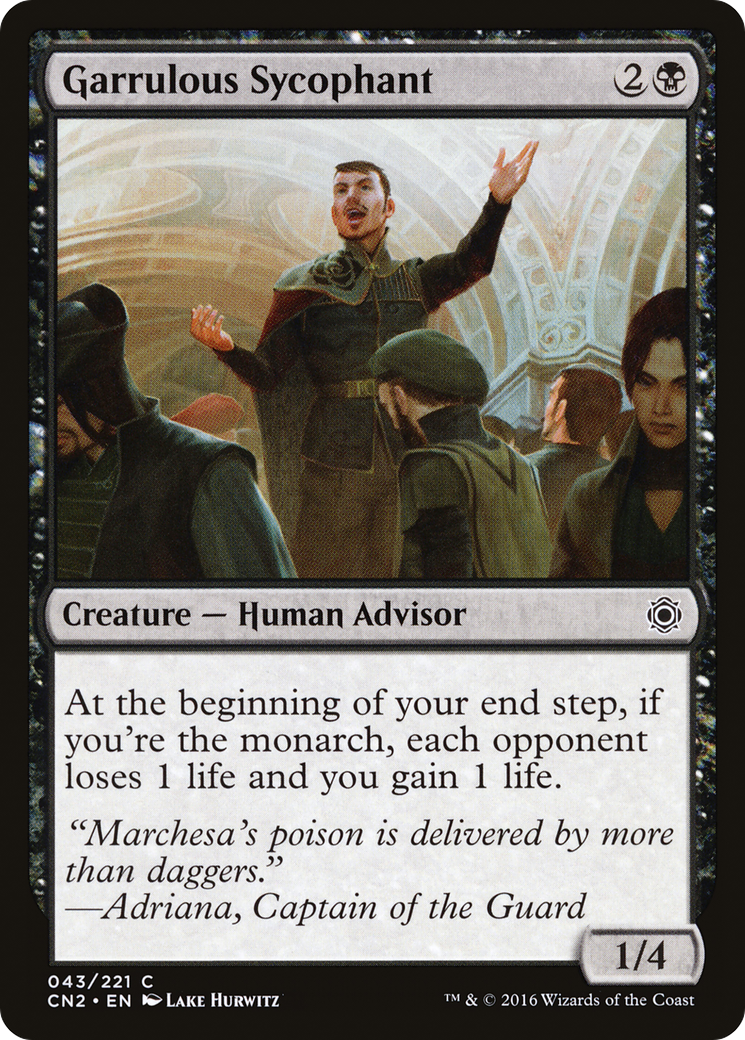 Garrulous Sycophant 2
Creature — Human Advisor
At the beginning of your end step, if
you're the monarch, each opponent
loses 1 life and you gain 1 life.
"Marchesa's poison is delivered by more
than daggers."
—Adriana, Captain of the Guard
1/4
043/221 C
CN2 • EN Lake Hurwitz
™ & © 2016 Wizards of the Coast